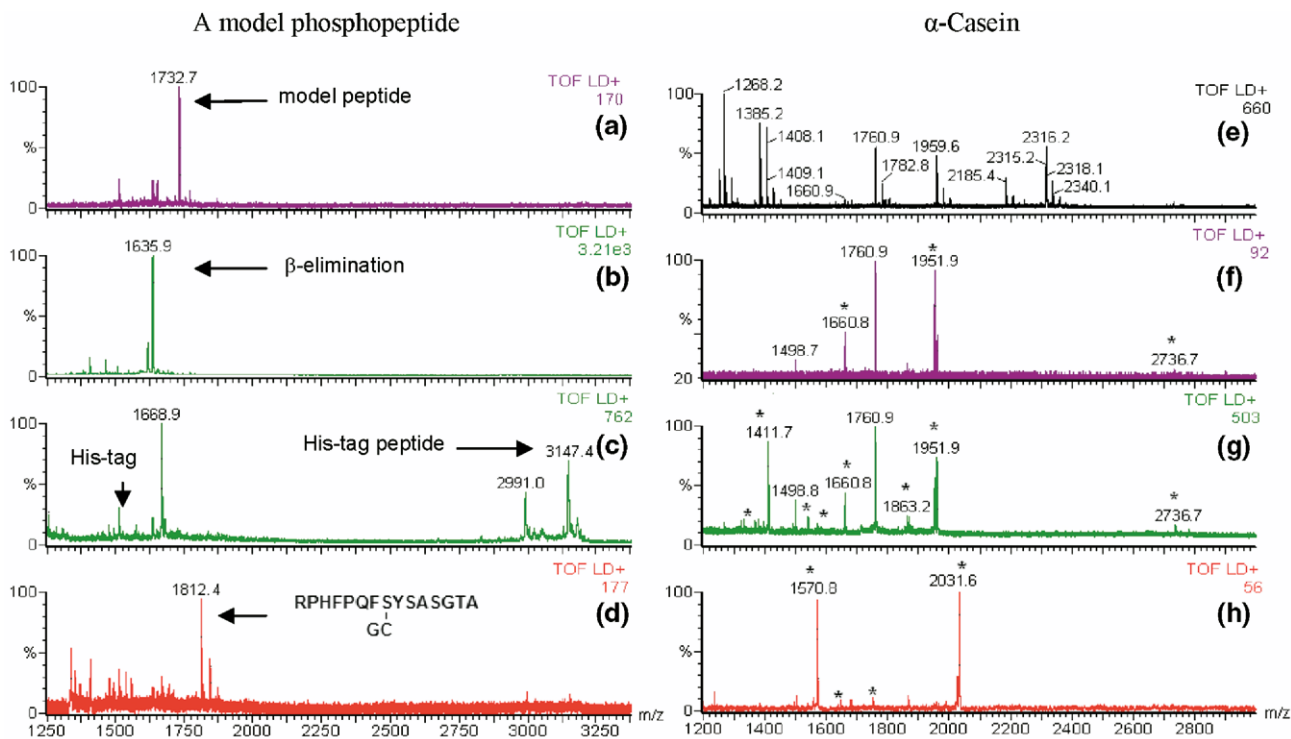 A model phosphopeptide
α-Casein
1732.7
TOF LD+
170
100
model peptide
(a)
%
0
1635.9
TOF LD+
3.21e3
100
β-elimination
(b)
%
0
1668.9
TOF LD+
762
100
His-tag peptide
3147.4
(c)
His-tag
2991.0
%
0
1812.4
TOF LD+
177
100
RPHFPQFSYSASGTA
GC
(d)
%
0
1250 1500 1750 2000 2250 2500 2750 3000 3250 m/z
1268.2
TOF LD+
660
100
1385.2
(e)
1408.1
1760.9
1959.6
2316.2
%
1409.1
1782.8
2315.2
2318.1
1660.9
2185.4
2340.1
0
TOF LD+
92
100
1760.9
*
1951.9
(f)
*
1660.8
%
1498.7
*
2736.7
20
TOF LD+
503
100
*
1411.7
1760.9
*
1951.9
(g)
*
1660.8
%
1498.8
*
1863.2
*
2736.7
* * *
0
TOF LD+
56
100
*
1570.8
*
2031.6
(h)
%
* *
0
1200 1400 1600 1800 2000 2200 2400 2600 2800 m/z